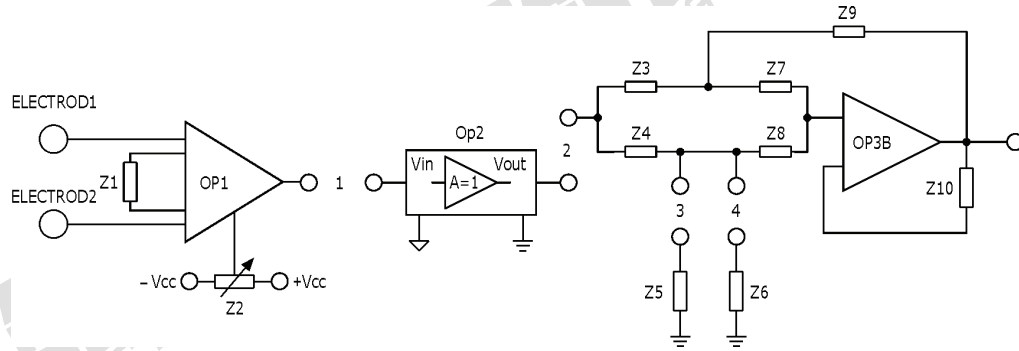 Z9
Z3
Z7
ELECTROD1
Op2
OP3B
Z4
Z8
Vin
Vout
2
Z1
OP1
1
A=1
Z10
ELECTROD2
3
4
– Vcc
+Vcc
Z5
Z6
Z2